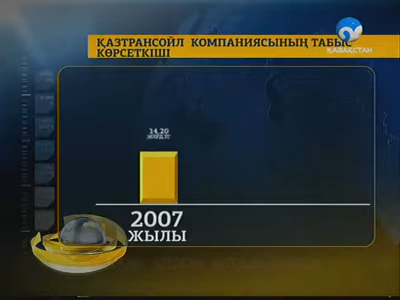 ҚАЗТРАНСОЙЛ КОМПАНИЯСЫНЫҢ ТАБЫС
КӨРСЕТКІШІ
ҚАЗАҚСТАН
14,20
2007
ЖЫЛЫ